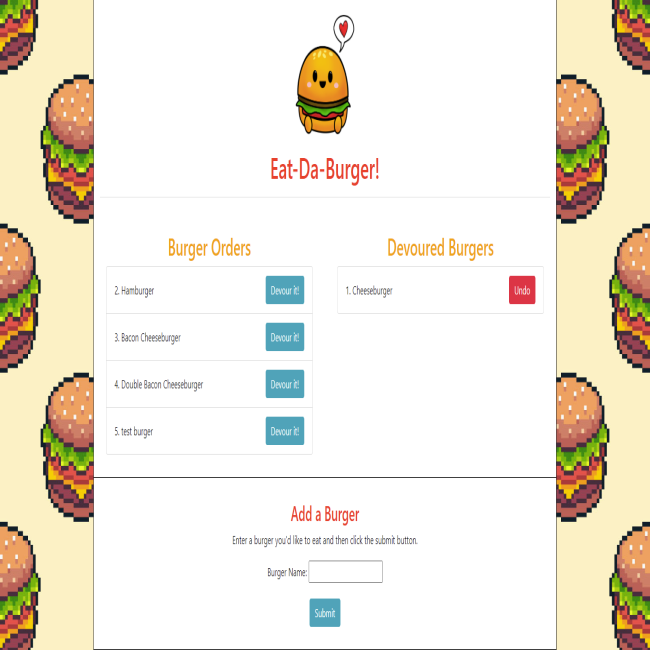 Eat-Da-Burger!
Burger Orders
2. Hamburger Devour it!
3. Bacon Cheeseburger Devour it!
4. Double Bacon Cheeseburger Devour it!
5. test burger Devour it!
Devoured Burgers
1. Cheeseburger Undo
Add a Burger
Enter a burger you'd like to eat and then click the submit button.
Burger Name:
Submit